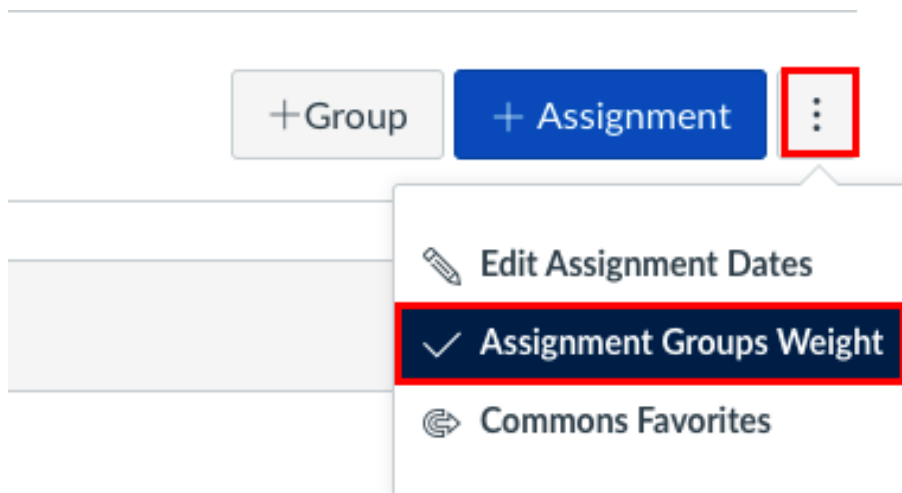 +Group + Assignment
Edit Assignment Dates
Assignment Groups Weight
Commons Favorites